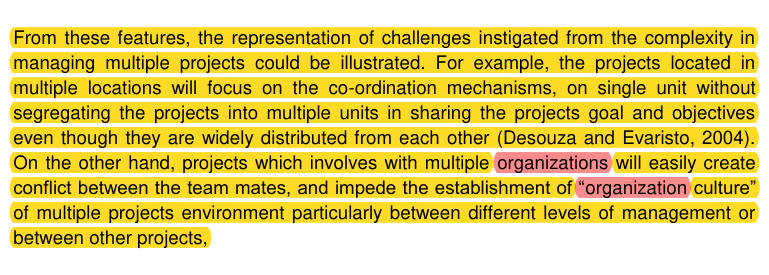 From these features, the representation of challenges instigated from the complexity in
managing multiple projects could be illustrated. For example, the projects located in
multiple locations will focus on the co-ordination mechanisms, on single unit without
segregating the projects into multiple units in sharing the projects goal and objectives
even though they are widely distributed from each other (Desouza and Evaristo, 2004).
On the other hand, projects which involves with multiple organizations will easily create
conflict between the team mates, and impede the establishment of “organization culture”
of multiple projects environment particularly between different levels of management or
between other projects,